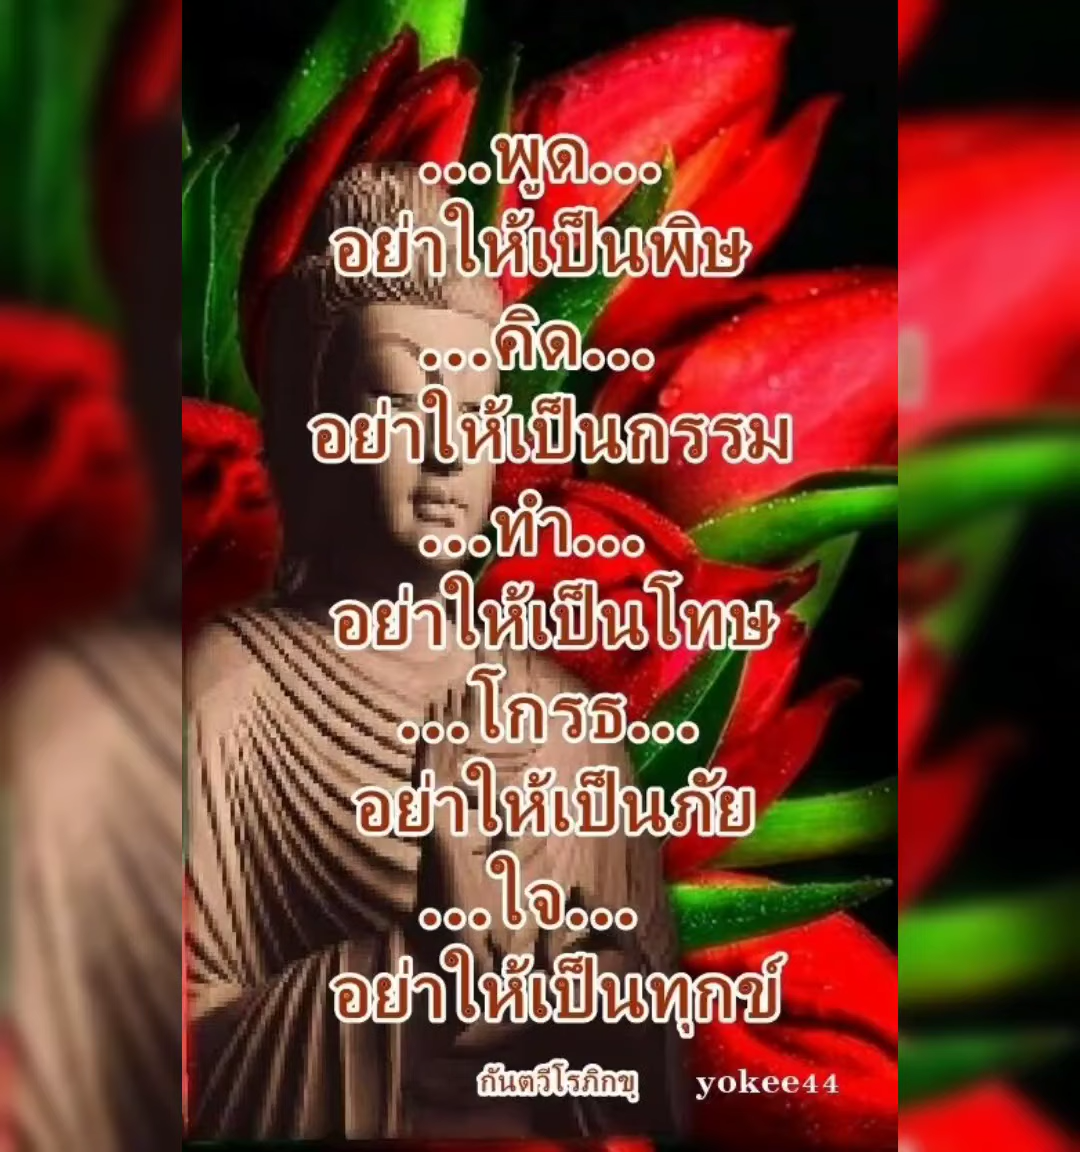 ...พูด...
อย่าให้เป็นพิษ
...คิด...
อย่าให้เป็นกรรม
...ทำ...
อย่าให้เป็นโทษ
...โกรธ...
อย่าให้เป็นภัย
...ใจ...
อย่าให้เป็นทุกข์
กันตวีโรภิกขุ yokee44